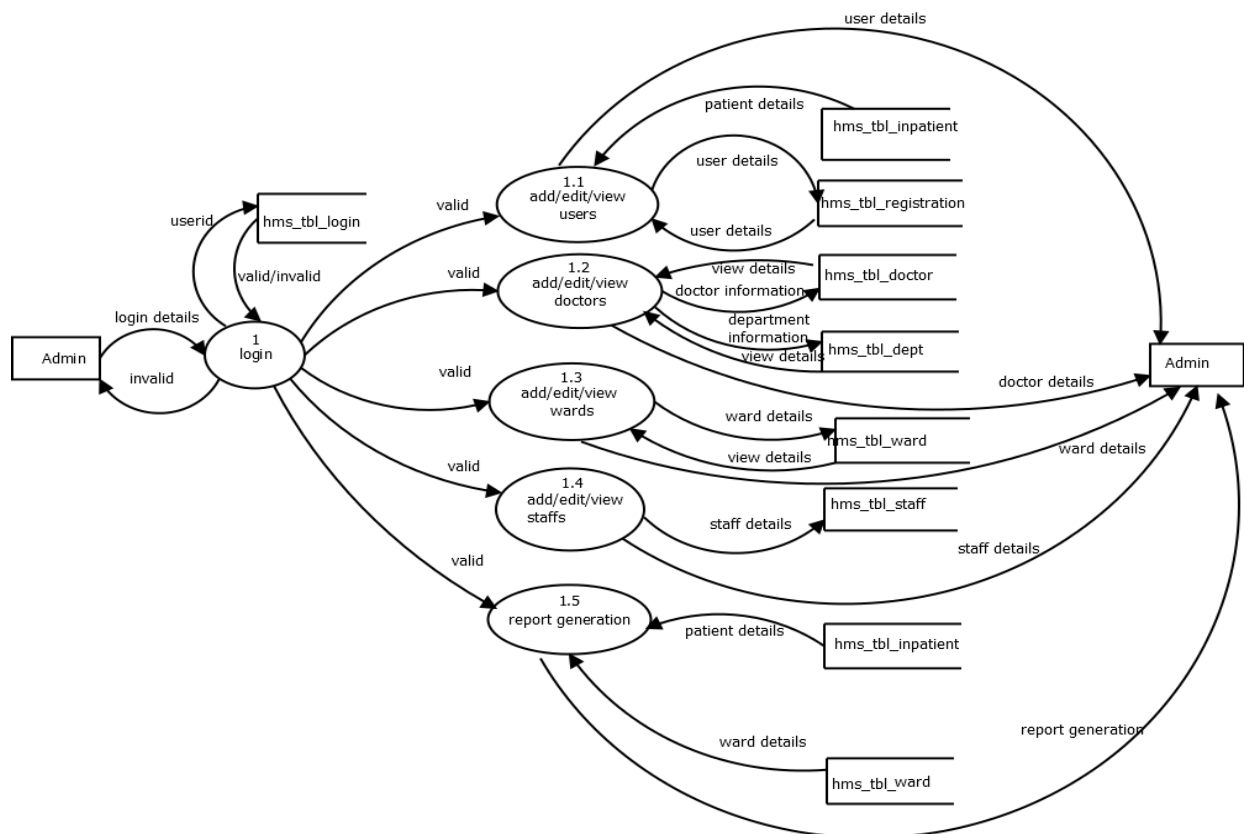 user details
patient details
hms_tbl_inpatient
user details
1.1
add/edit/view
users
hms_tbl_registration
user details
valid
userid
hms_tbl_login
valid/invalid
valid
1.2
add/edit/view
doctors
view details
doctor information
hms_tbl_doctor
department
information
view details
hms_tbl_dept
login details
Admin
invalid
1
login
Admin
doctor details
valid
1.3
add/edit/view
wards
ward details
hms_tbl_ward
view details
ward details
valid
1.4
add/edit/view
staffs
hms_tbl_staff
staff details
staff details
valid
1.5
report generation
patient details
hms_tbl_inpatient
report generation
ward details
hms_tbl_ward